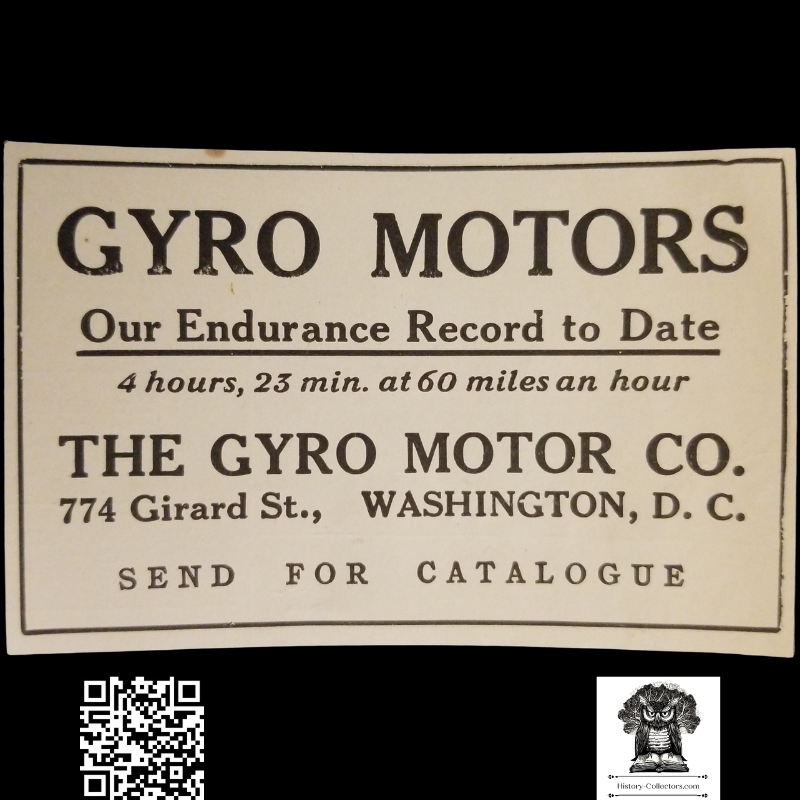 GYRO MOTORS
Our Endurance Record to Date
4 hours, 23 min. at 60 miles an hour
THE GYRO MOTOR CO.
774 Girard St., WASHINGTON, D. C.
SEND FOR CATALOGUE
History-Collectors.com